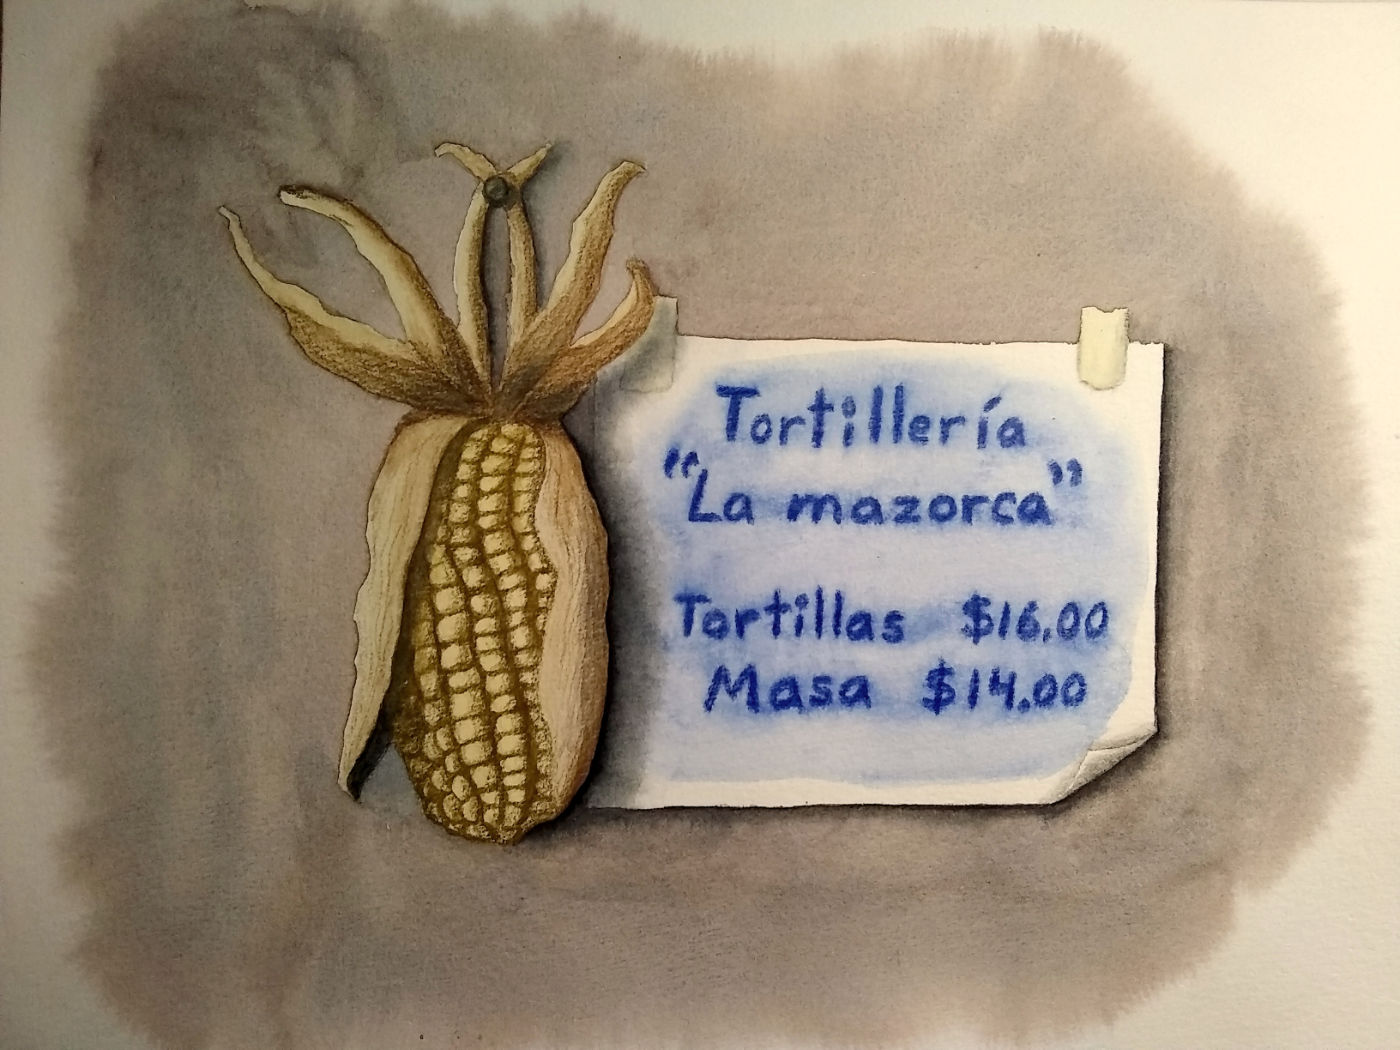 Tortillería
"La mazorca"
Tortillas $16.00
Masa $14.00